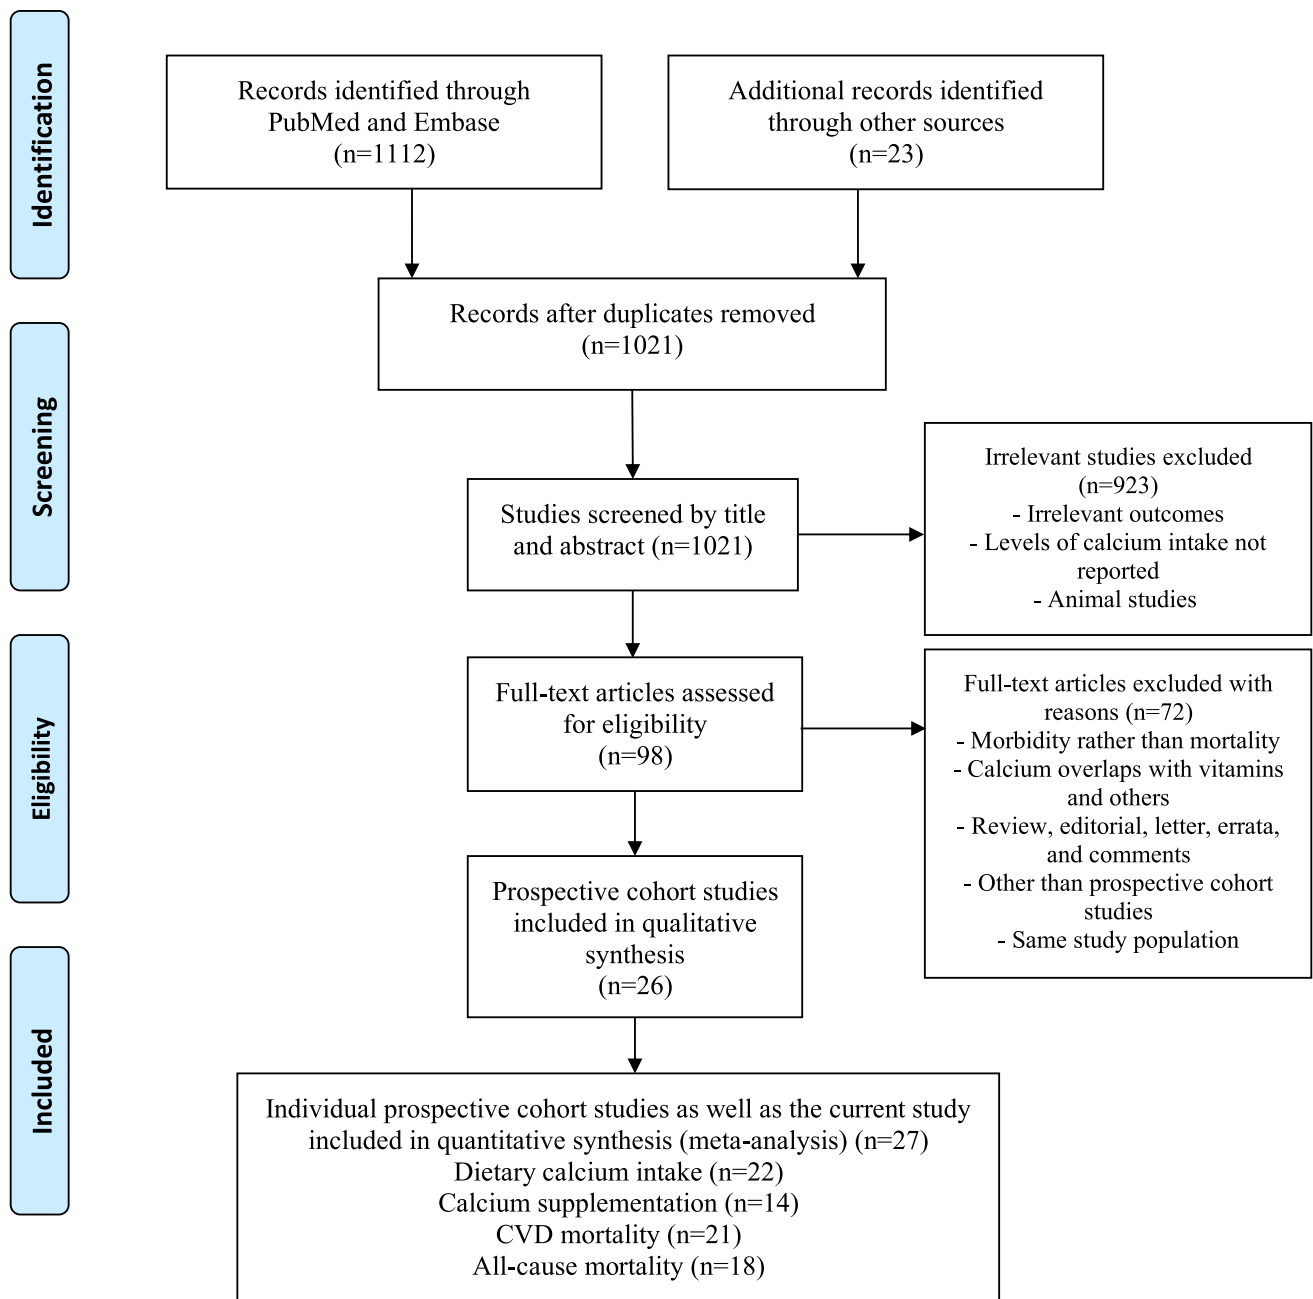 Identification
Records identified through
PubMed and Embase
(n=1112)
Additional records identified
through other sources
(n=23)
Records after duplicates removed
(n=1021)
Screening
Studies screened by title
and abstract (n=1021)
Irrelevant studies excluded
(n=923)
- Irrelevant outcomes
- Levels of calcium intake not
reported
- Animal studies
Eligibility
Full-text articles assessed
for eligibility
(n=98)
Full-text articles excluded with
reasons (n=72)
- Morbidity rather than mortality
- Calcium overlaps with vitamins
and others
- Review, editorial, letter, errata,
and comments
- Other than prospective cohort
studies
- Same study population
Prospective cohort studies
included in qualitative
synthesis
(n=26)
Included
Individual prospective cohort studies as well as the current study
included in quantitative synthesis (meta-analysis) (n=27)
Dietary calcium intake (n=22)
Calcium supplementation (n=14)
CVD mortality (n=21)
All-cause mortality (n=18)